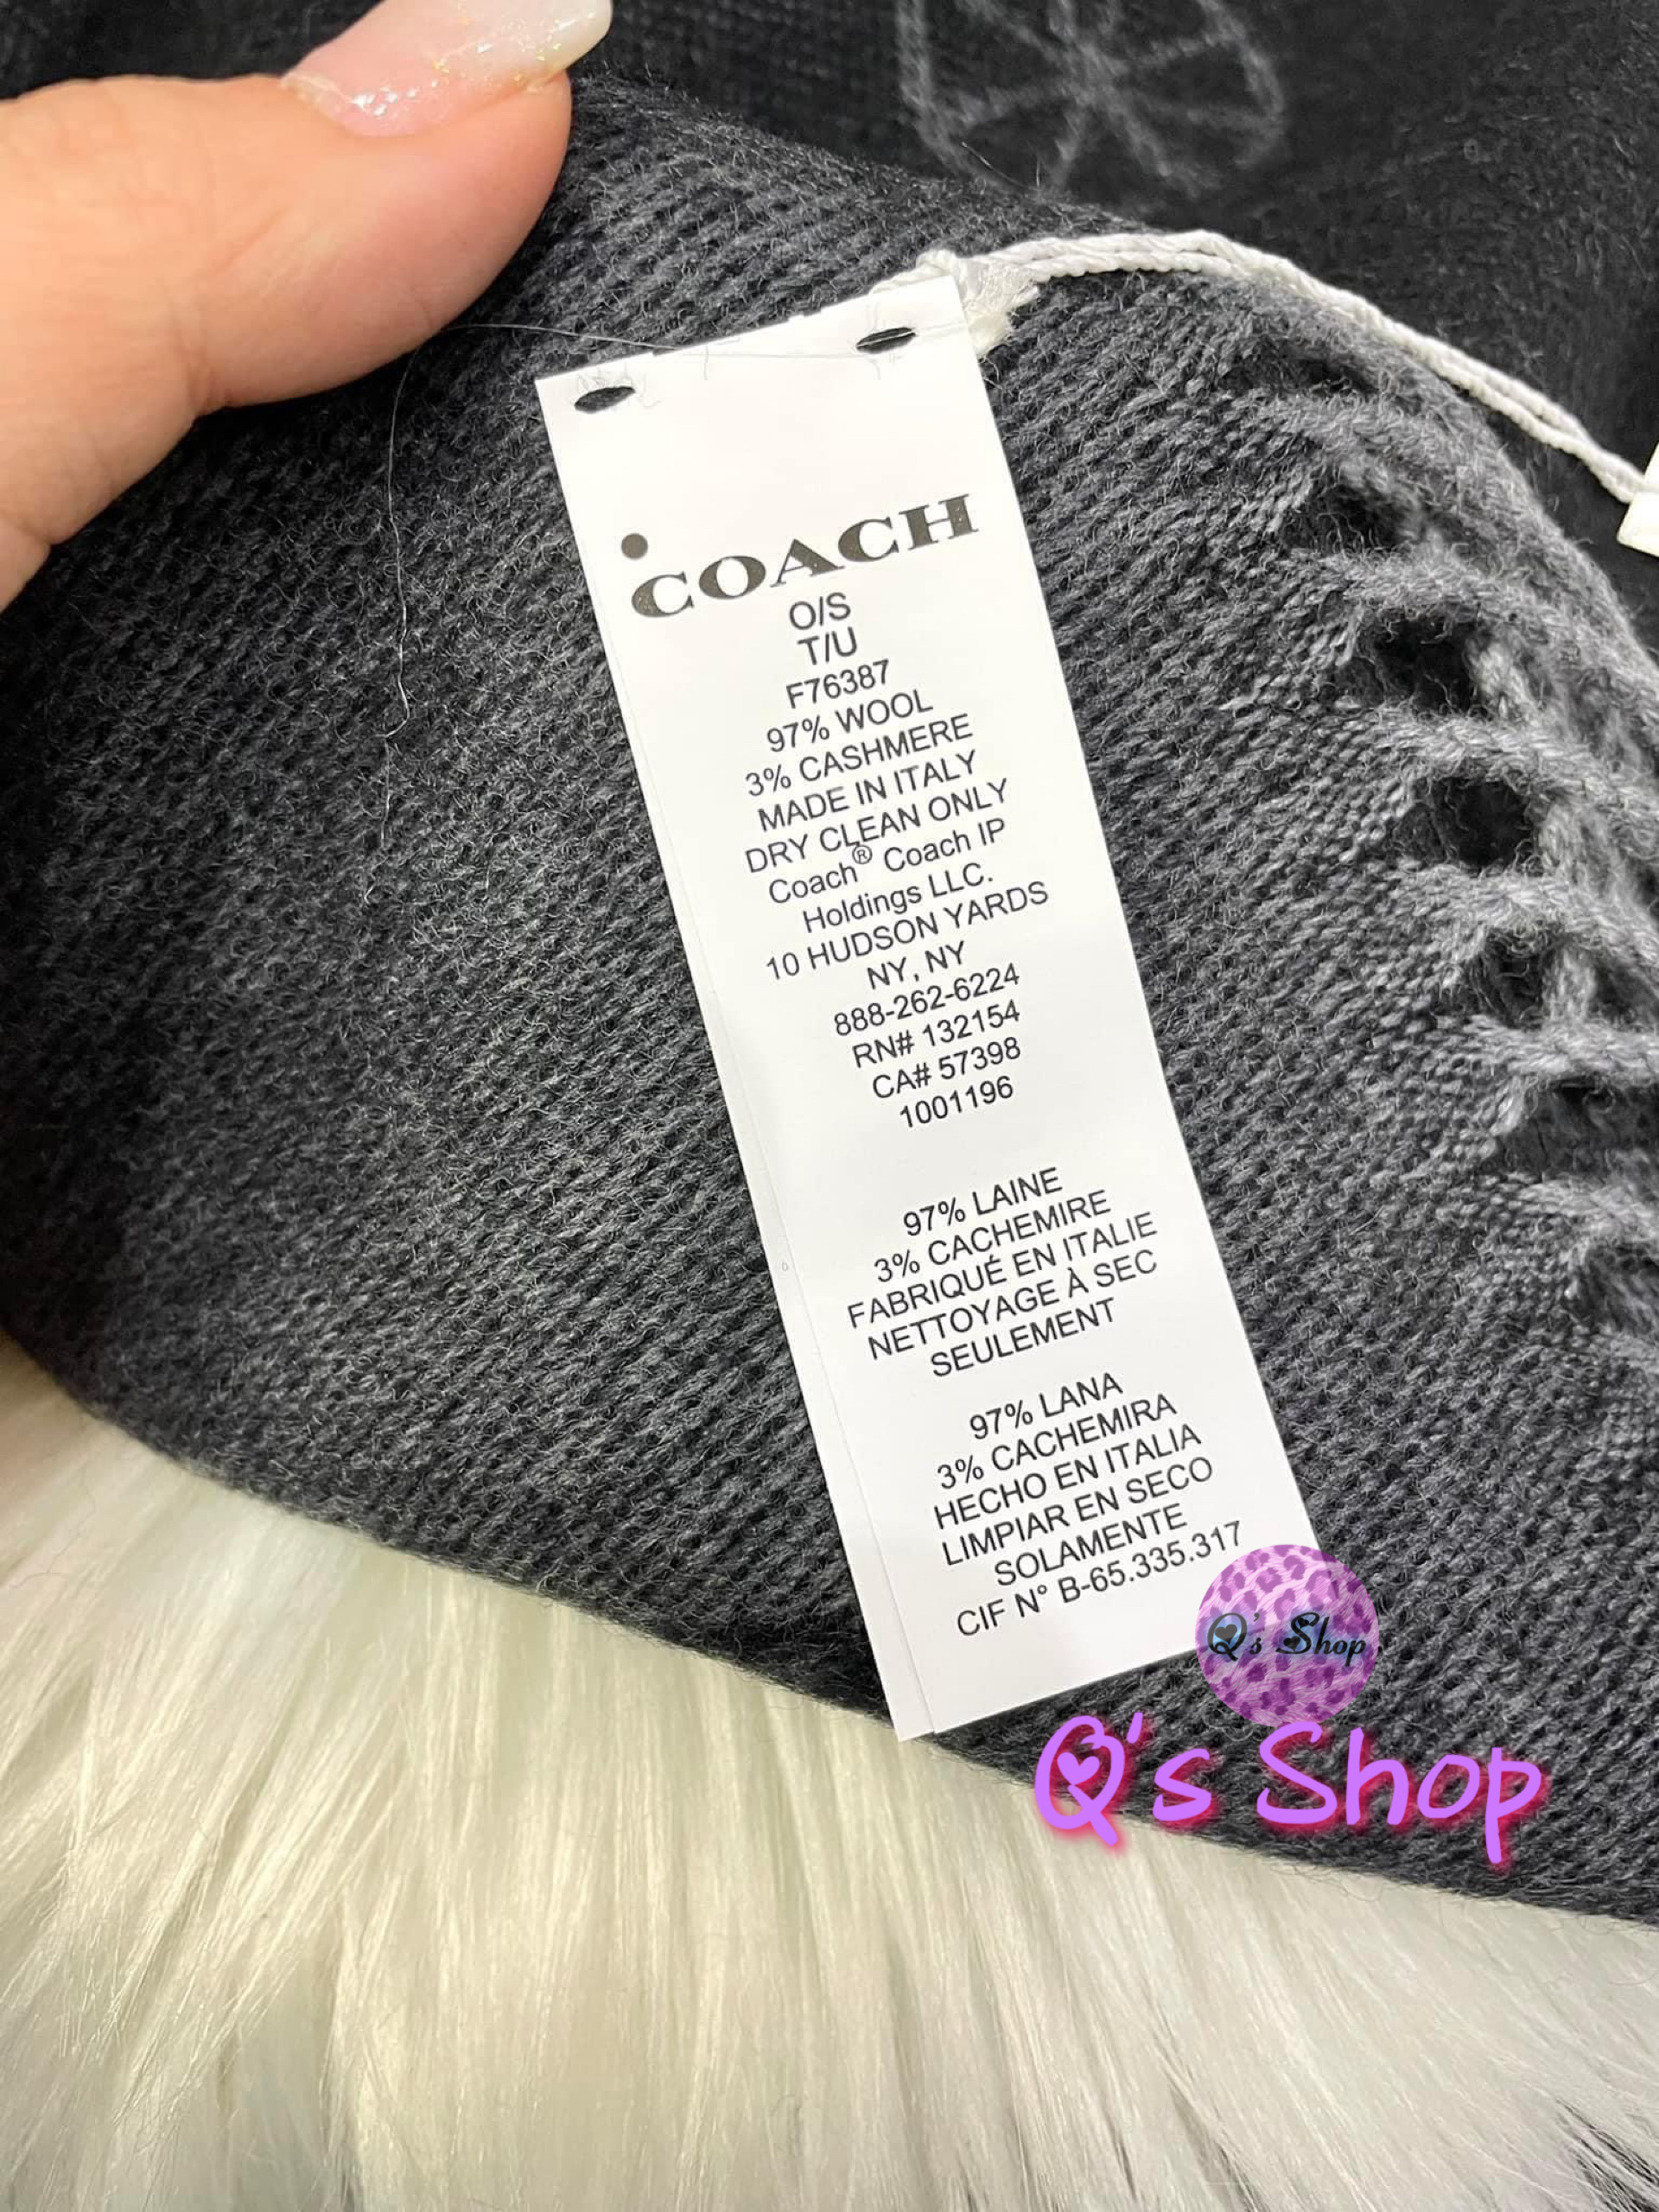 COACH
O/S
T/U
F76387
97% WOOL
3% CASHMERE
MADE IN ITALY
DRY CLEAN ONLY
Coach® Coach IP
Holdings LLC.
10 HUDSON YARDS
NY, NY
888-262-6224
RN# 132154
CA# 57398
1001196
97% LAINE
3% CACHEMIRE
FABRIQUÉ EN ITALIE
NETTOYAGE À SEC
SEULEMENT
97% LANA
3% CACHEMIRA
HECHO EN ITALIA
LIMPIAR EN SECO
SOLAMENTE
CIF N° B-65.335.317
Q's Shop
Q's Shop